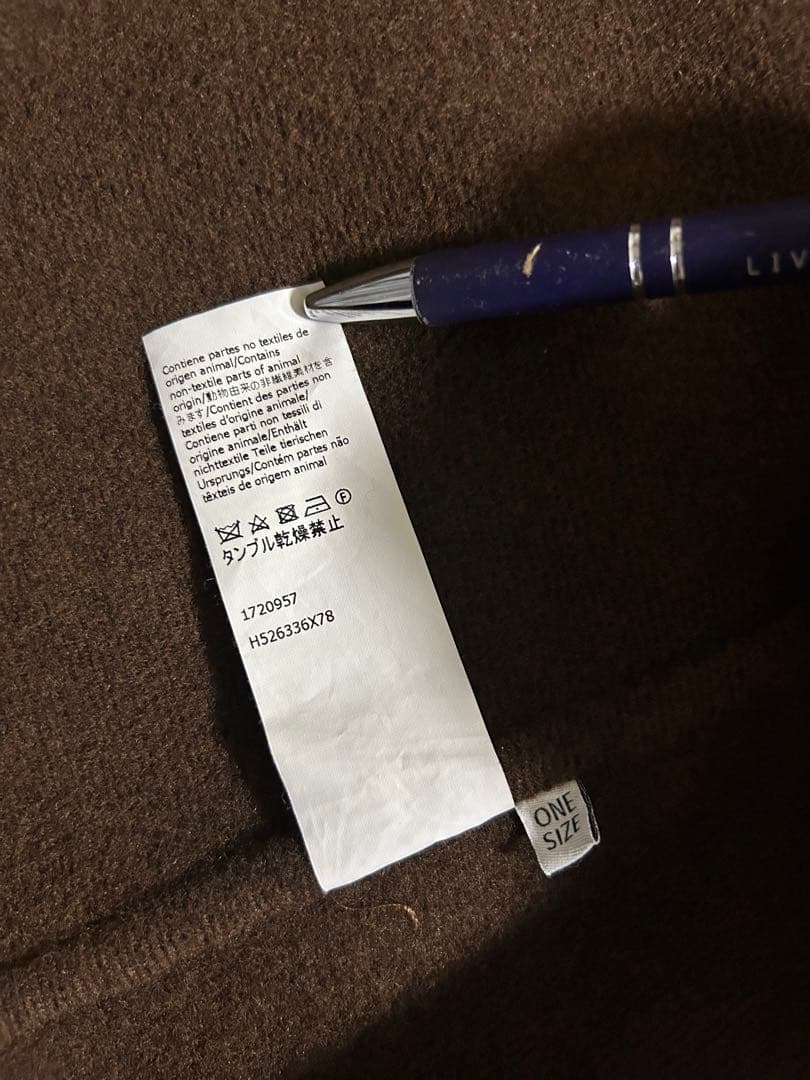 Contiene partes no textiles de
origen animal/Contains
non-textile parts of animal
origin/動物由来の非繊維素材を含
みます/Contient des parties non
textiles d'origine animale/
Contiene parti non tessili di
origine animale/Enthält
nichttextile Teile tierischen
Ursprungs/Contém partes não
têxteis de origem animal
F
タンブル乾燥禁止
1720957
H526336X78
ONE
SIZE
LIV